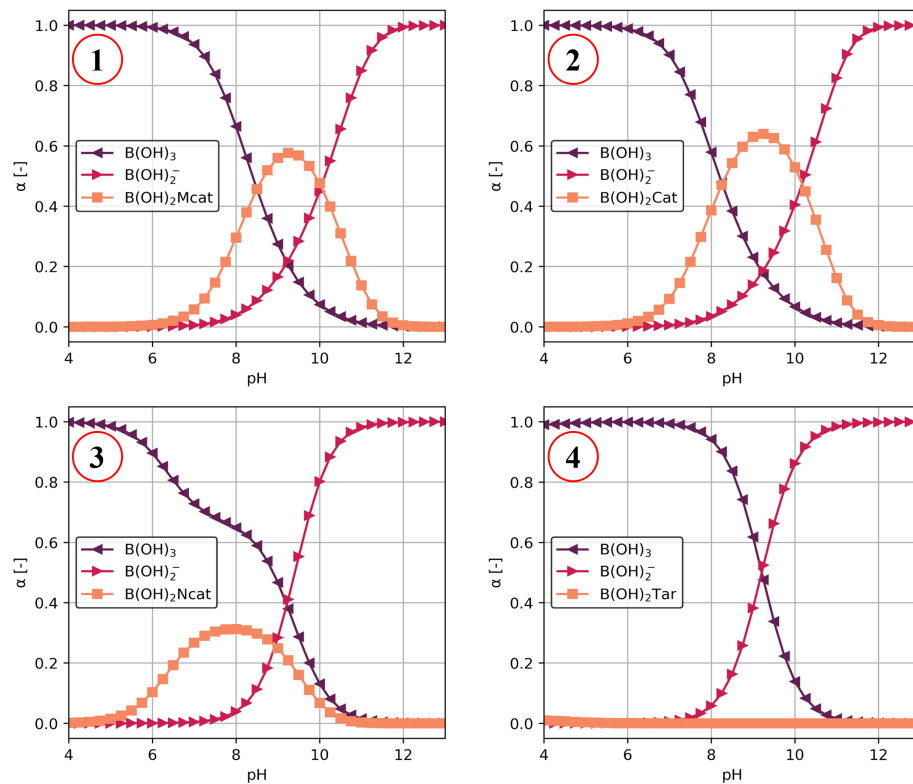 1.0
0.8
0.6
0.4
0.2
0.0
α [-]
1
B(OH)₃
B(OH)₂⁻
B(OH)₂Mcat
4 6 8 10 12
pH
1.0
0.8
0.6
0.4
0.2
0.0
α [-]
2
B(OH)₃
B(OH)₂⁻
B(OH)₂Cat
4 6 8 10 12
pH
1.0
0.8
0.6
0.4
0.2
0.0
α [-]
3
B(OH)₃
B(OH)₂⁻
B(OH)₂Ncat
4 6 8 10 12
pH
1.0
0.8
0.6
0.4
0.2
0.0
α [-]
4
B(OH)₃
B(OH)₂⁻
B(OH)₂Tar
4 6 8 10 12
pH